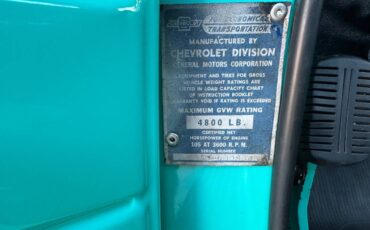 ECONOMICAL
TRANSPORTATION
MANUFACTURED BY
CHEVROLET DIVISION
GENERAL MOTORS CORPORATION
EQUIPMENT AND TIRES FOR GROSS
VEHICLE WEIGHT RATINGS ARE
LISTED IN LOAD CAPACITY CHART
OF INSTRUCTION BOOKLET
WARRANTY VOID IF RATING IS EXCEEDED
MAXIMUM GVW RATING
4800 LB.
CERTIFIED NET
HORSEPOWER OF ENGINE
105 AT 3600 R.P.M.
SERIAL NUMBER